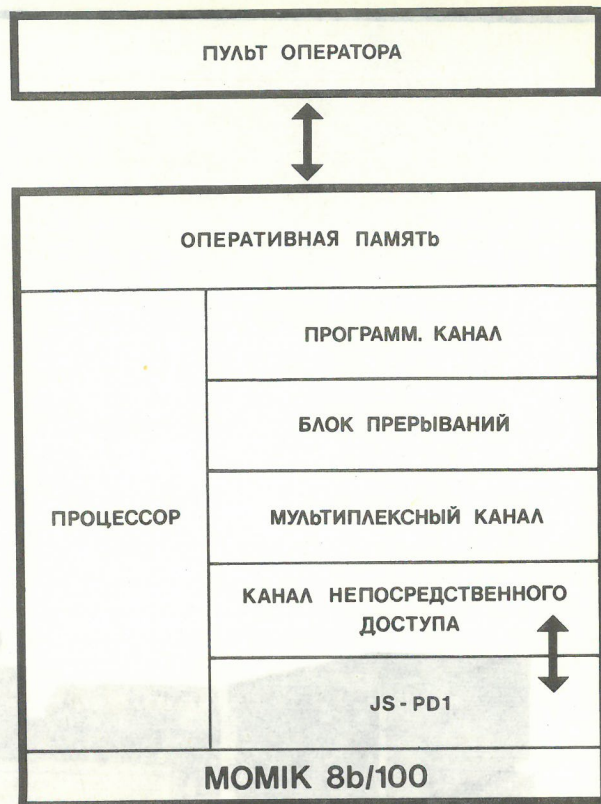 ПУЛЬТ ОПЕРАТОРА
ОПЕРАТИВНАЯ ПАМЯТЬ
ПРОЦЕССОР
ПРОГРАММ. КАНАЛ
БЛОК ПРЕРЫВАНИЙ
МУЛЬТИПЛЕКСНЫЙ КАНАЛ
КАНАЛ НЕПОСРЕДСТВЕННОГО
ДОСТУПА
JS-PD1
MOMIK 8b/100